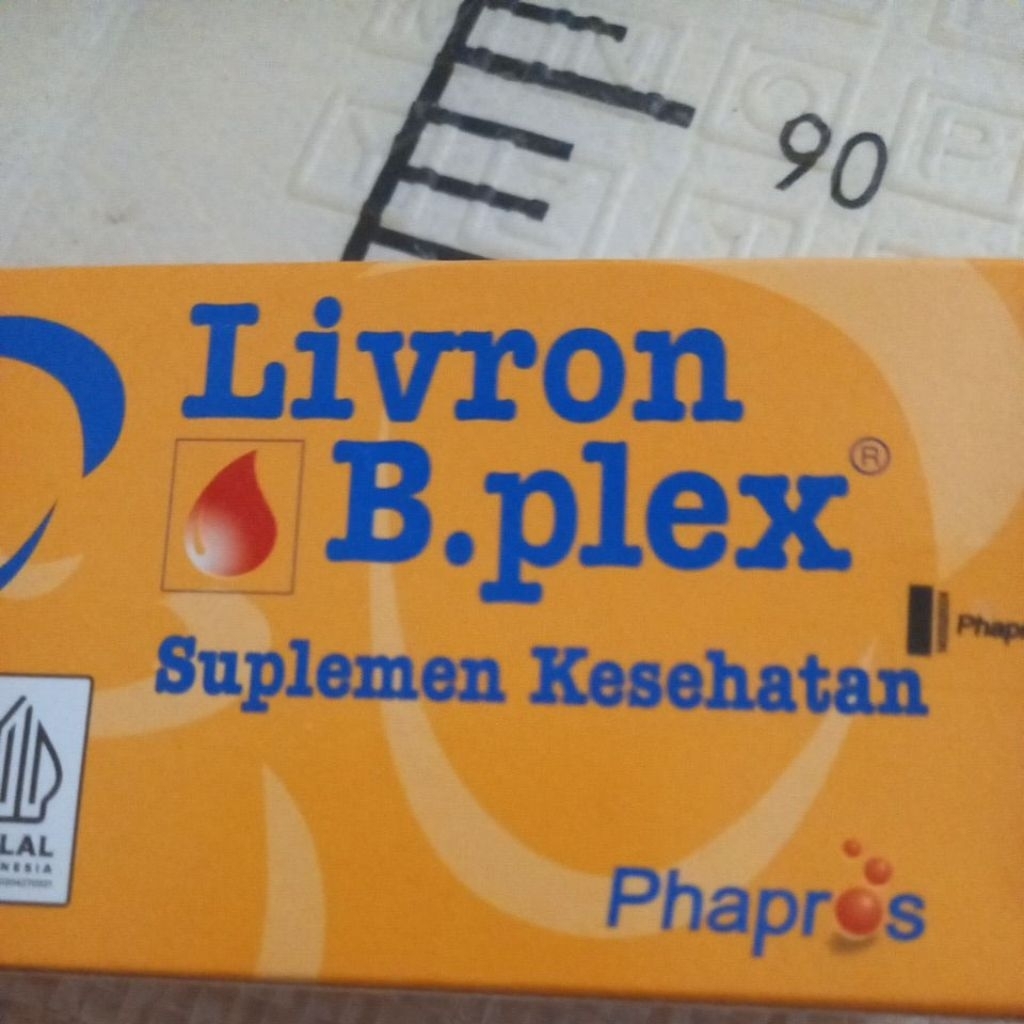 90
Livron
B.plex®
Suplemen Kesehatan
Phapros